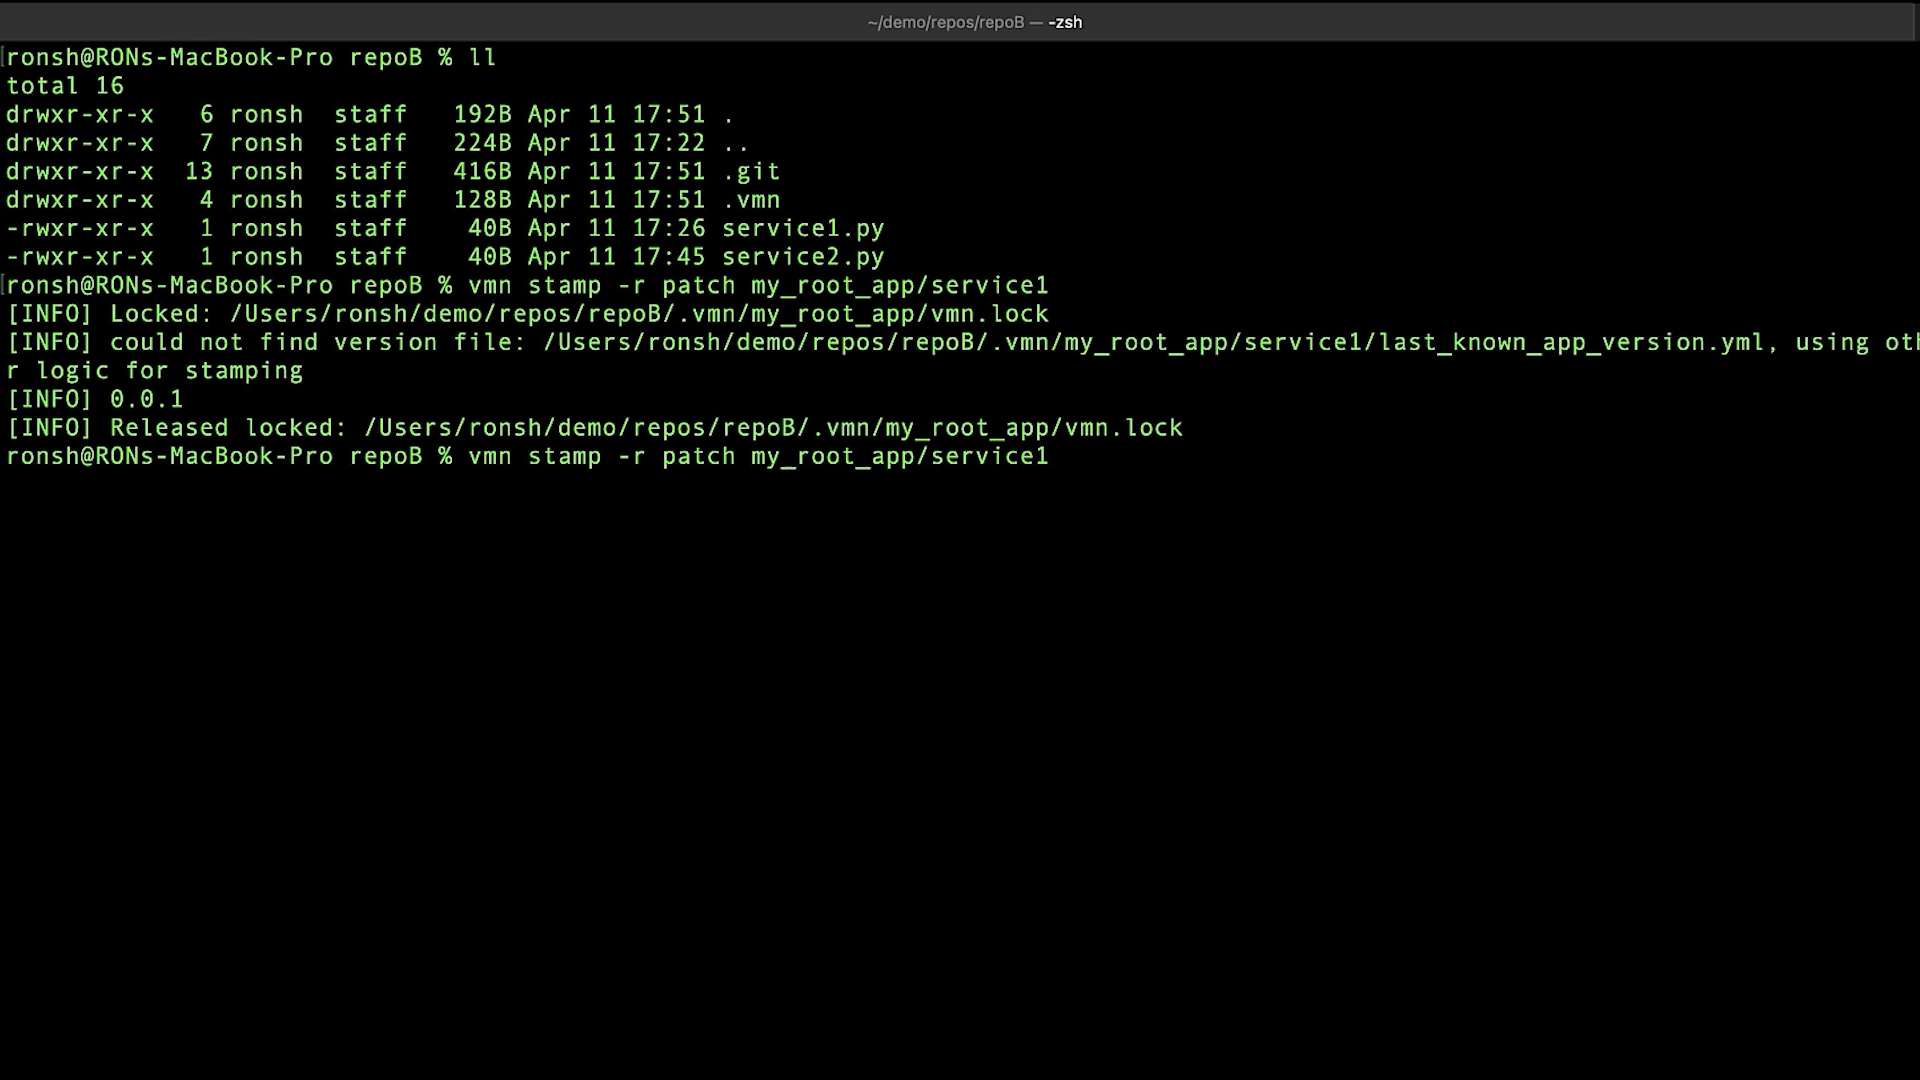 ~/demo/repos/repoB — -zsh
ronsh@RONs-MacBook-Pro repoB % ll
total 16
drwxr-xr-x   6 ronsh  staff   192B Apr 11 17:51 .
drwxr-xr-x   7 ronsh  staff   224B Apr 11 17:22 ..
drwxr-xr-x  13 ronsh  staff   416B Apr 11 17:51 .git
drwxr-xr-x   4 ronsh  staff   128B Apr 11 17:51 .vmn
-rwxr-xr-x   1 ronsh  staff    40B Apr 11 17:26 service1.py
-rwxr-xr-x   1 ronsh  staff    40B Apr 11 17:45 service2.py
ronsh@RONs-MacBook-Pro repoB % vmn stamp -r patch my_root_app/service1
[INFO] Locked: /Users/ronsh/demo/repos/repoB/.vmn/my_root_app/vmn.lock
[INFO] could not find version file: /Users/ronsh/demo/repos/repoB/.vmn/my_root_app/service1/last_known_app_version.yml, using oth
r logic for stamping
[INFO] 0.0.1
[INFO] Released locked: /Users/ronsh/demo/repos/repoB/.vmn/my_root_app/vmn.lock
ronsh@RONs-MacBook-Pro repoB % vmn stamp -r patch my_root_app/service1